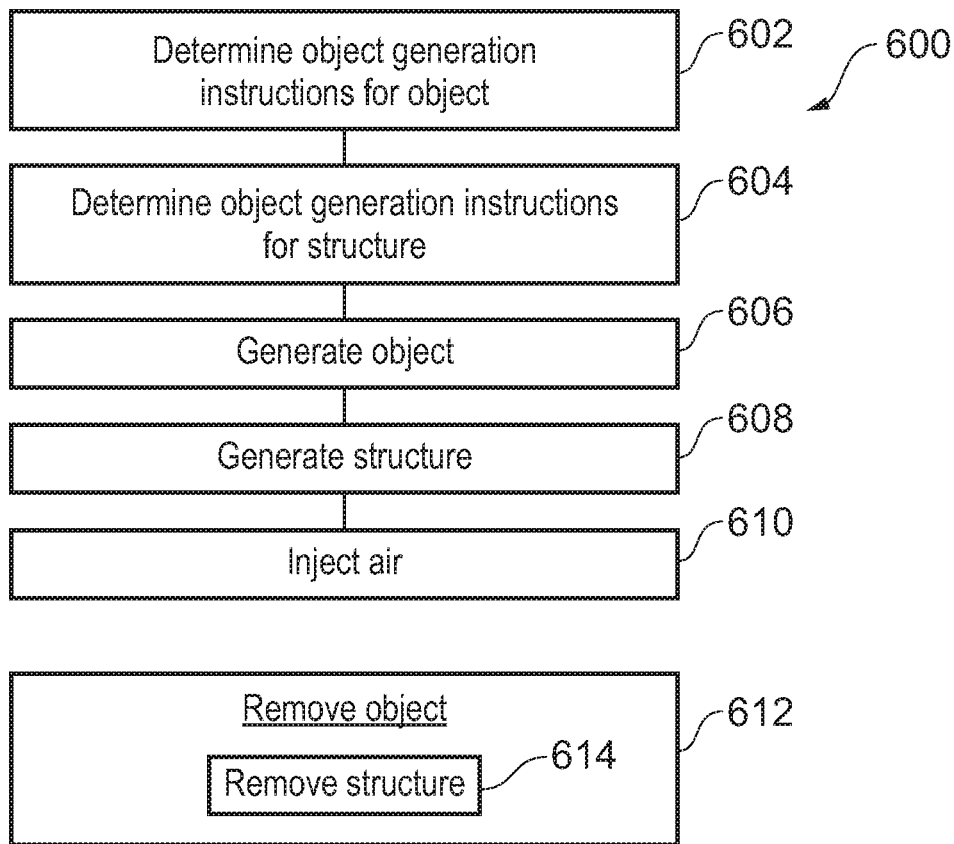 Determine object generation
instructions for object
602
600
Determine object generation instructions
for structure
604
Generate object
606
Generate structure
608
Inject air
610
Remove object
612
Remove structure
614